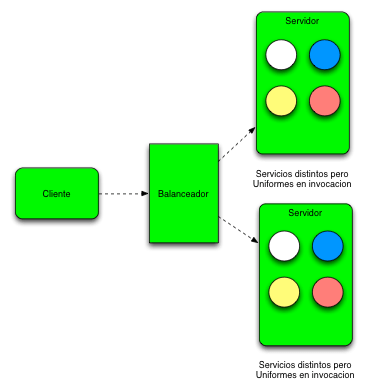 Servidor
Servicios distintos pero
Uniformes en invocacion
Cliente
Balanceador
Servidor
Servicios distintos pero
Uniformes en invocacion